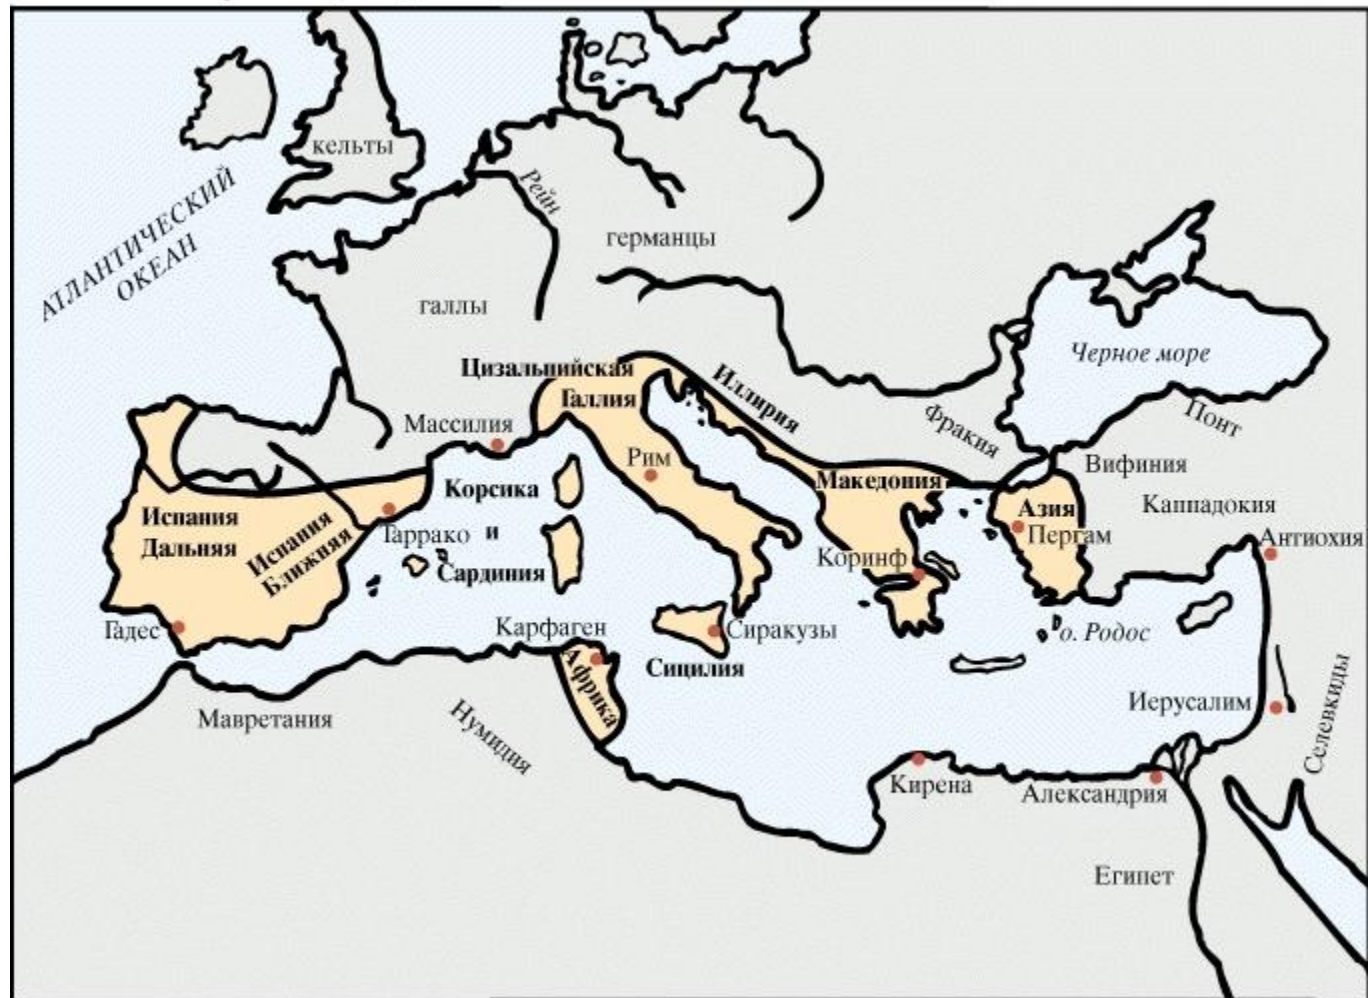 кельты
АТЛАНТИЧЕСКИЙ
ОКЕАН
Рейн
германцы
галлы
Черное море
Цизальпийская
Галлия
Иллирия
Фракия
Понт
Массилия
Рим
Вифиния
Корсика
и
Сардиния
Македония
Каппадокия
Испания
Дальняя
Испания
Ближняя
Таррако
Азия
Пергам
Антиохия
Коринф
Гадес
Карфаген
Сиракузы
о. Родос
Африка
Сицилия
Мавретания
Нумидия
Иерусалим
Селевкиды
Кирена
Александрия
Египет